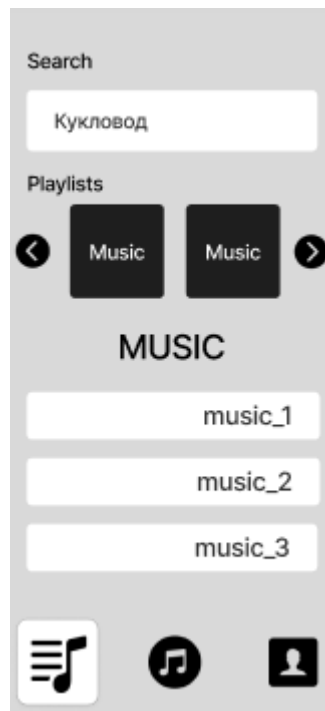 Search
Кукловод
Playlists
Music Music
MUSIC
music_1
music_2
music_3